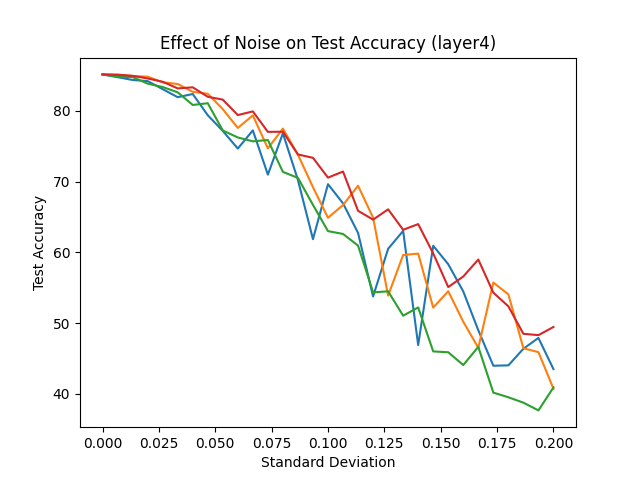 Effect of Noise on Test Accuracy (layer4)
Test Accuracy
80
70
60
50
40
0.000 0.025 0.050 0.075 0.100 0.125 0.150 0.175 0.200
Standard Deviation